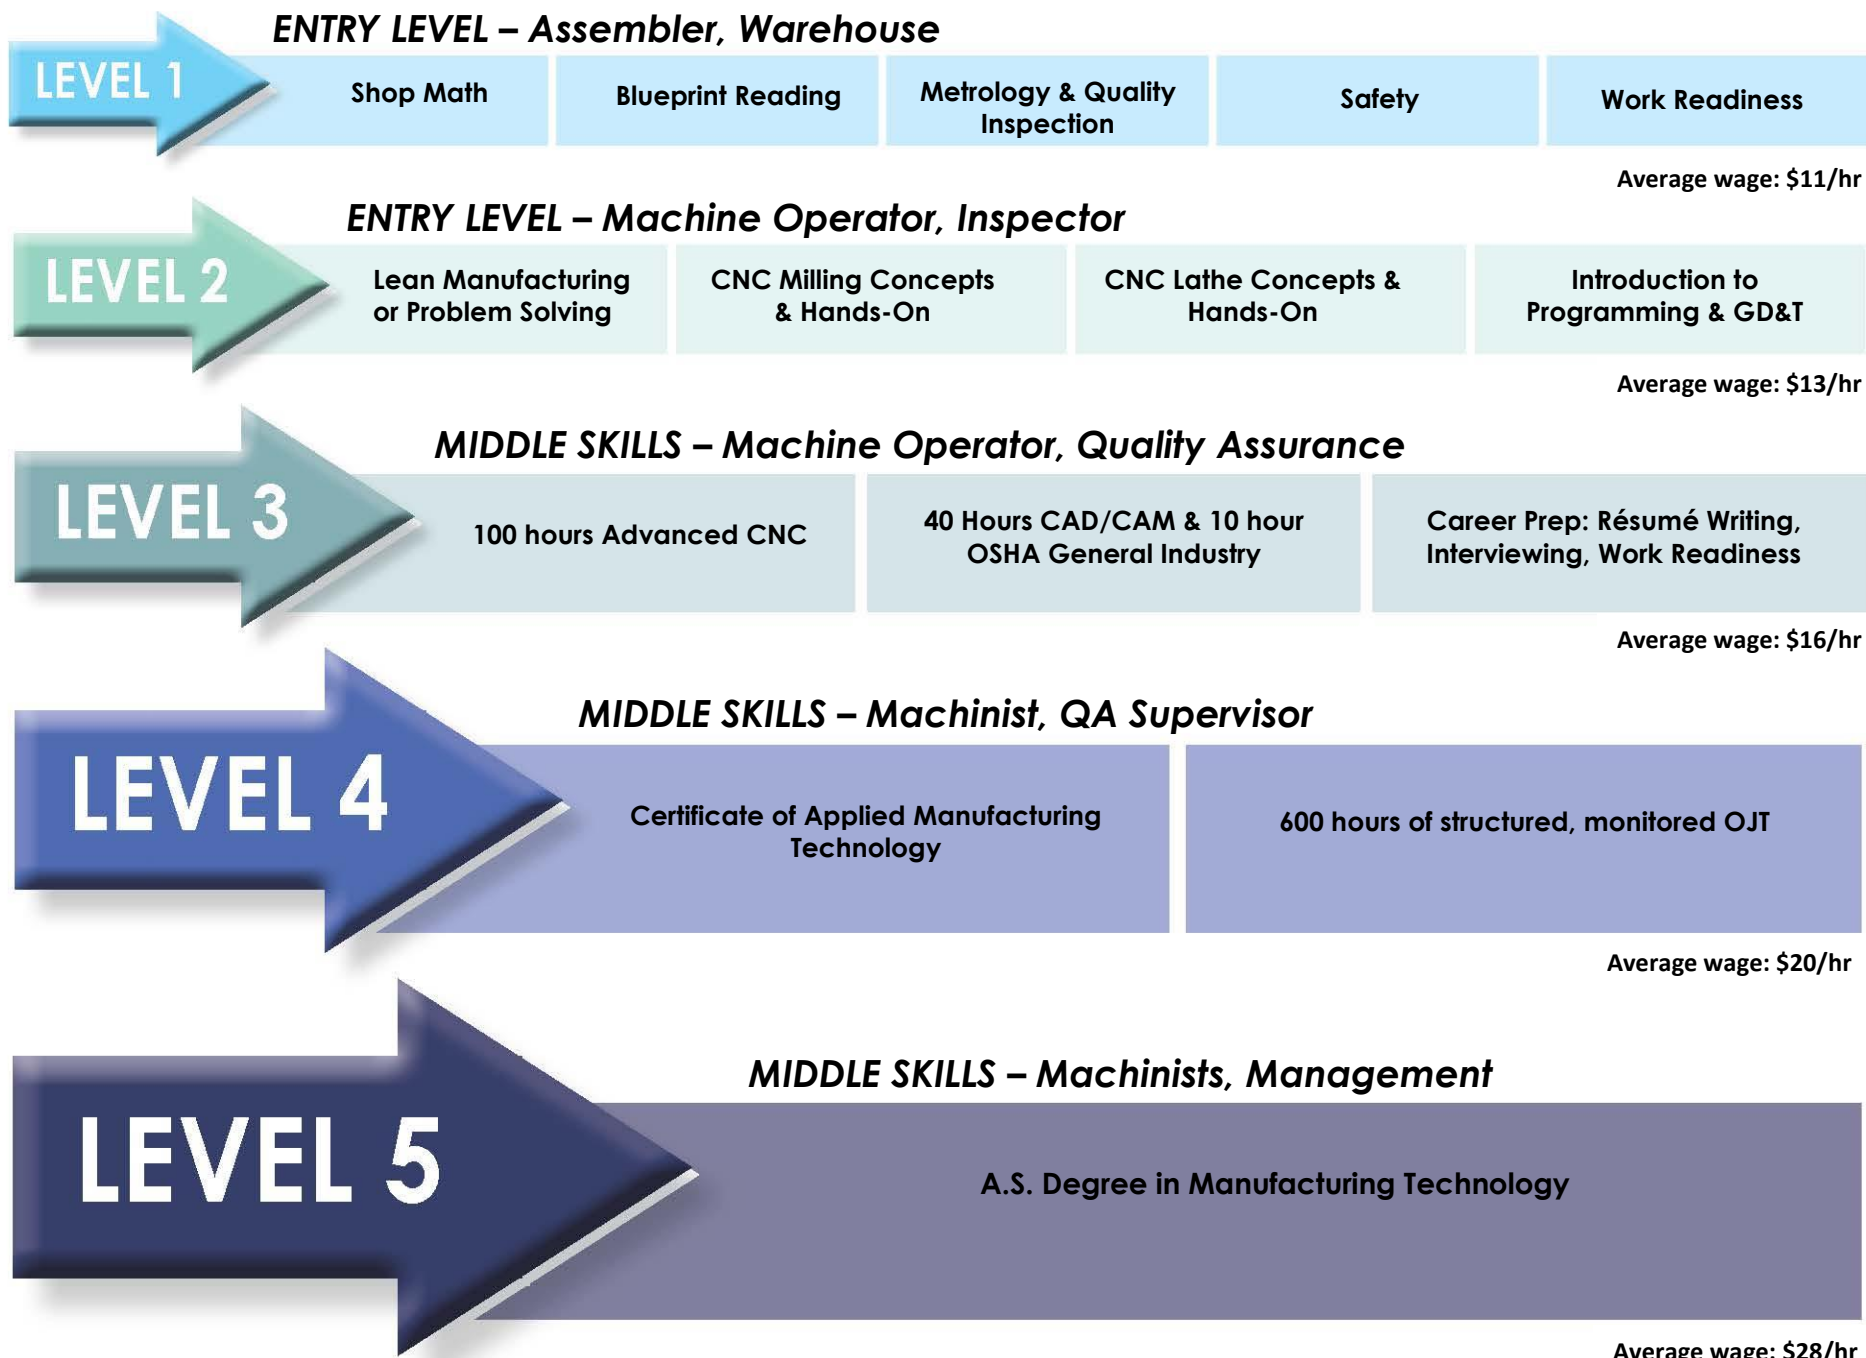 ENTRY LEVEL – Assembler, Warehouse
LEVEL 1
Shop Math
Blueprint Reading
Metrology & Quality
Inspection
Safety
Work Readiness
Average wage: $11/hr
ENTRY LEVEL – Machine Operator, Inspector
LEVEL 2
Lean Manufacturing
or Problem Solving
CNC Milling Concepts
& Hands-On
CNC Lathe Concepts &
Hands-On
Introduction to
Programming & GD&T
Average wage: $13/hr
MIDDLE SKILLS – Machine Operator, Quality Assurance
LEVEL 3
100 hours Advanced CNC
40 Hours CAD/CAM & 10 hour
OSHA General Industry
Career Prep: Résumé Writing,
Interviewing, Work Readiness
Average wage: $16/hr
MIDDLE SKILLS – Machinist, QA Supervisor
LEVEL 4
Certificate of Applied Manufacturing
Technology
600 hours of structured, monitored OJT
Average wage: $20/hr
MIDDLE SKILLS – Machinists, Management
LEVEL 5
A.S. Degree in Manufacturing Technology
Average wage: $28/hr